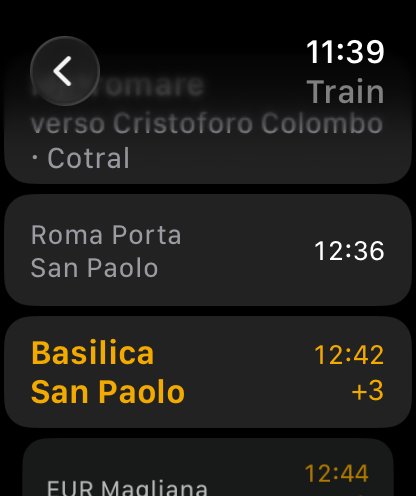 11:39
Train
verso Cristoforo Colombo
· Cotral
Roma Porta
San Paolo
12:36
Basilica
San Paolo
12:42
+3
12:44
EUR Magliana